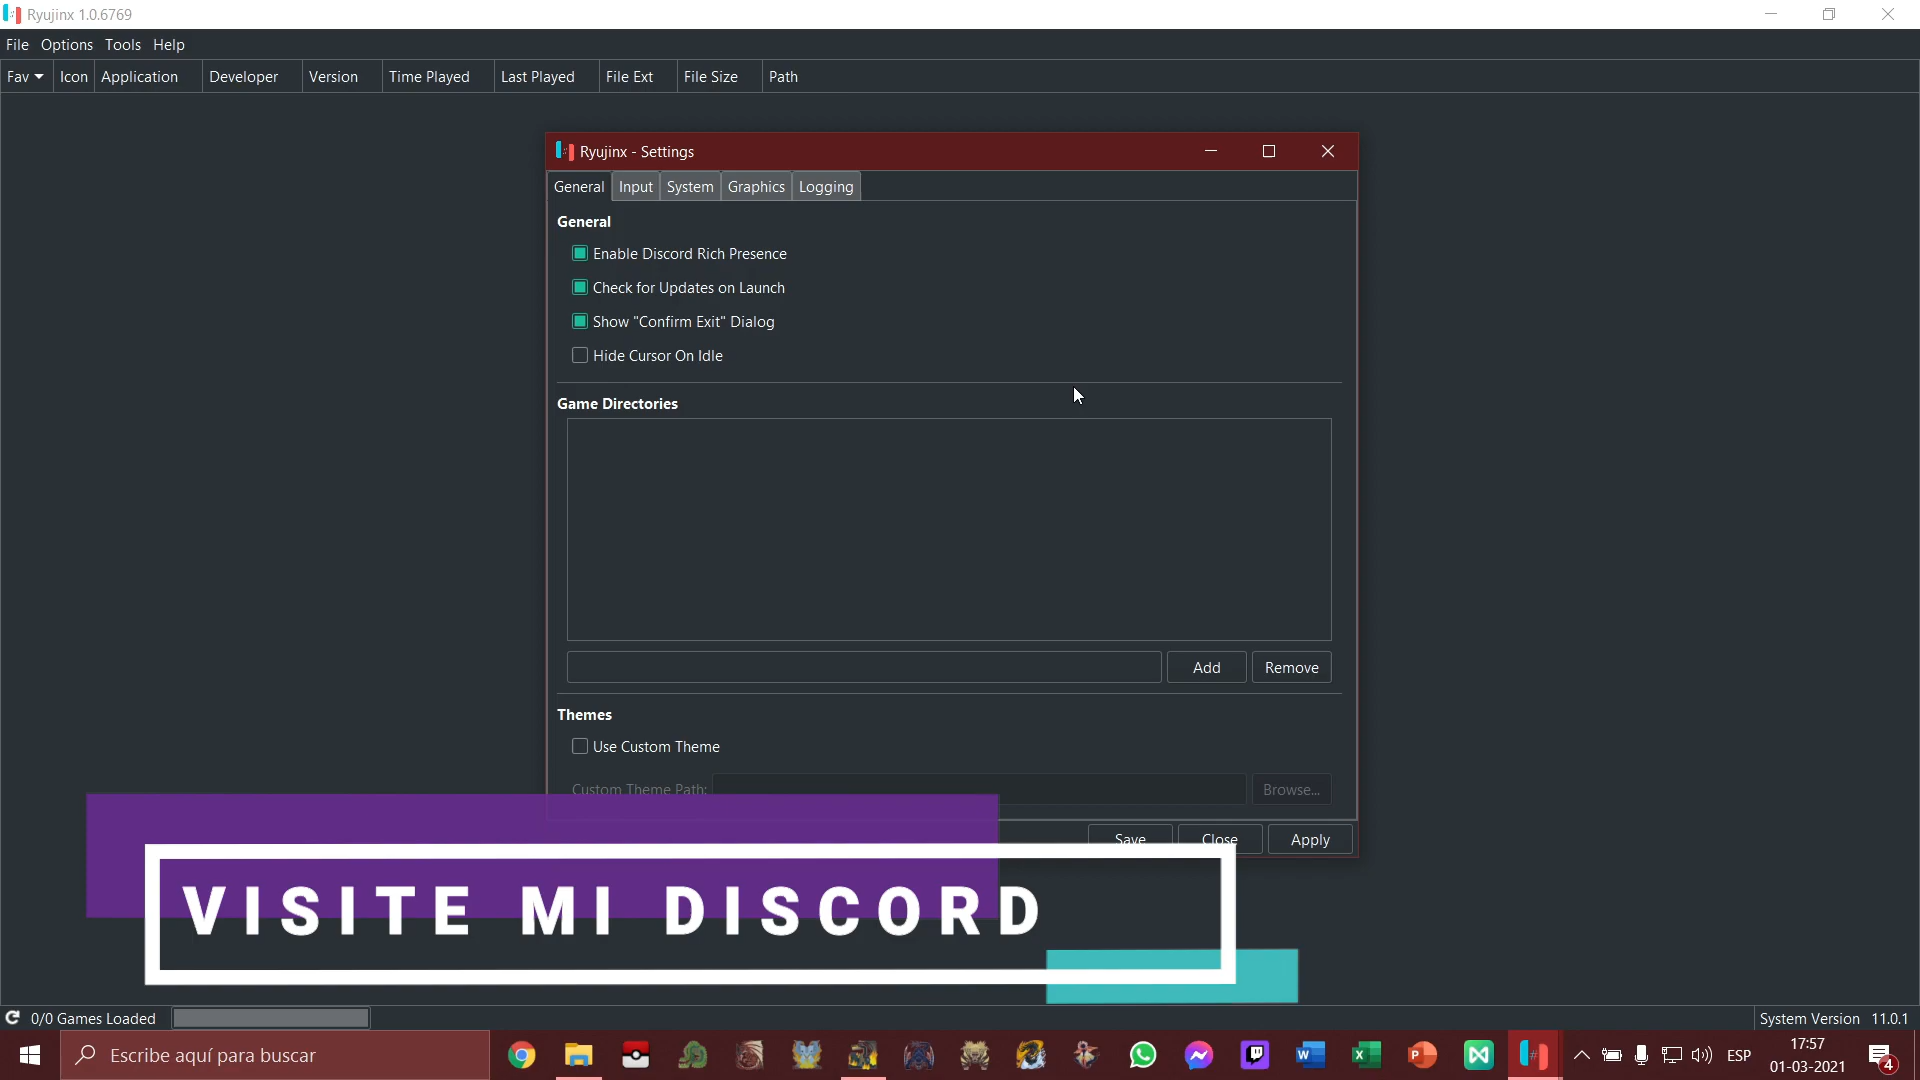 Ryujinx 1.0.6769
File Options Tools Help
Fav Icon Application Developer Version Time Played Last Played File Ext File Size Path
Ryujinx - Settings
General Input System Graphics Logging
General
Enable Discord Rich Presence
Check for Updates on Launch
Show "Confirm Exit" Dialog
Hide Cursor On Idle
Game Directories
Add Remove
Themes
Use Custom Theme
Custom Theme Path: Browse...
Save Close Apply
VISITE MI DISCORD
0/0 Games Loaded
System Version 11.0.1
Escribe aquí para buscar
ESP
17:57
01-03-2021
4